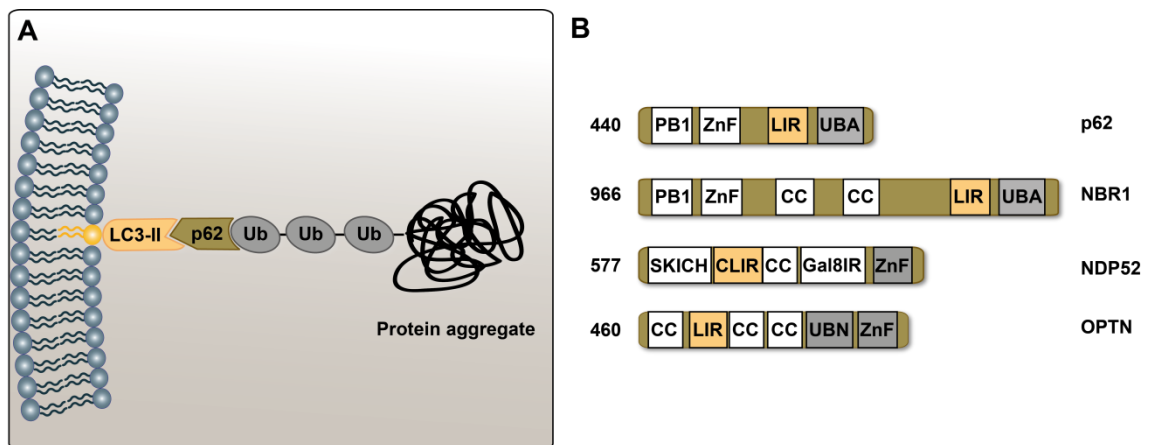 A
LC3-II p62 Ub Ub Ub
Protein aggregate
B
440 PB1 ZnF LIR UBA p62
966 PB1 ZnF CC CC LIR UBA NBR1
577 SKICH CLIR CC Gal8IR ZnF NDP52
460 CC LIR CC CC UBN ZnF OPTN